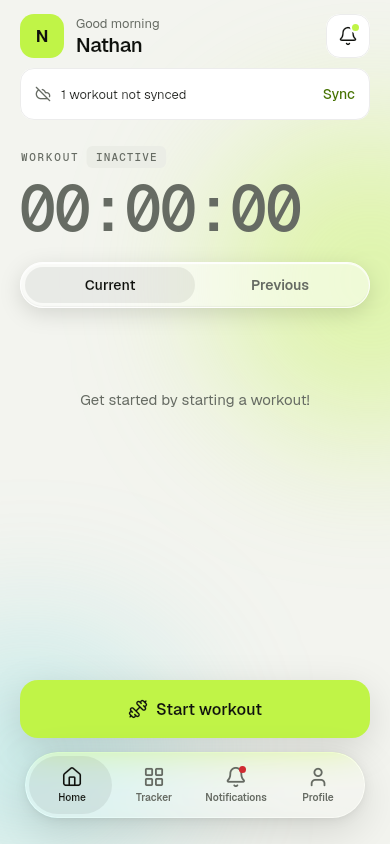 N
Good morning
Nathan
1 workout not synced
Sync
WORKOUT INACTIVE
00:00:00
Current Previous
Get started by starting a workout!
Start workout
Home Tracker Notifications Profile